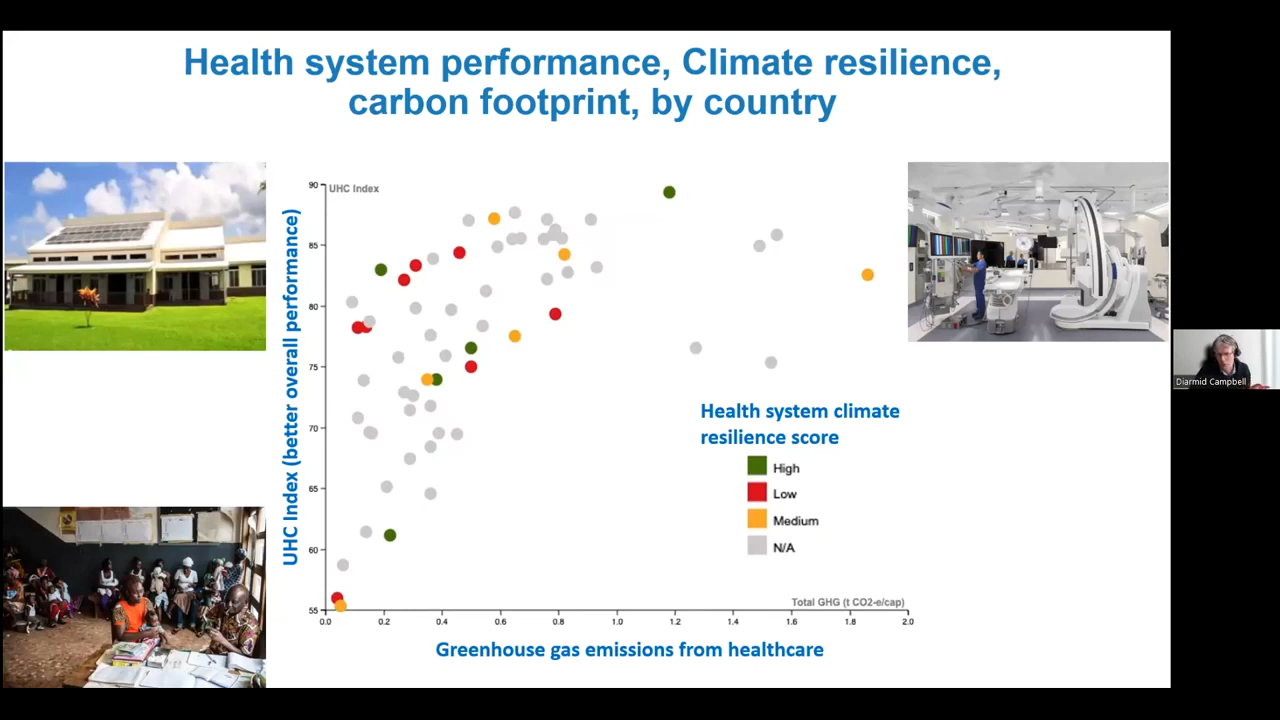 Health system performance, Climate resilience,
carbon footprint, by country
UHC Index (better overall performance)
UHC Index
90
85
80
75
70
65
60
55
0.0
0.2
0.4
0.6
0.8
1.0
1.2
1.4
1.6
1.8
2.0
Total GHG (t CO2-e/cap)
Greenhouse gas emissions from healthcare
Health system climate
resilience score
High
Low
Medium
N/A
Diarmid Campbell